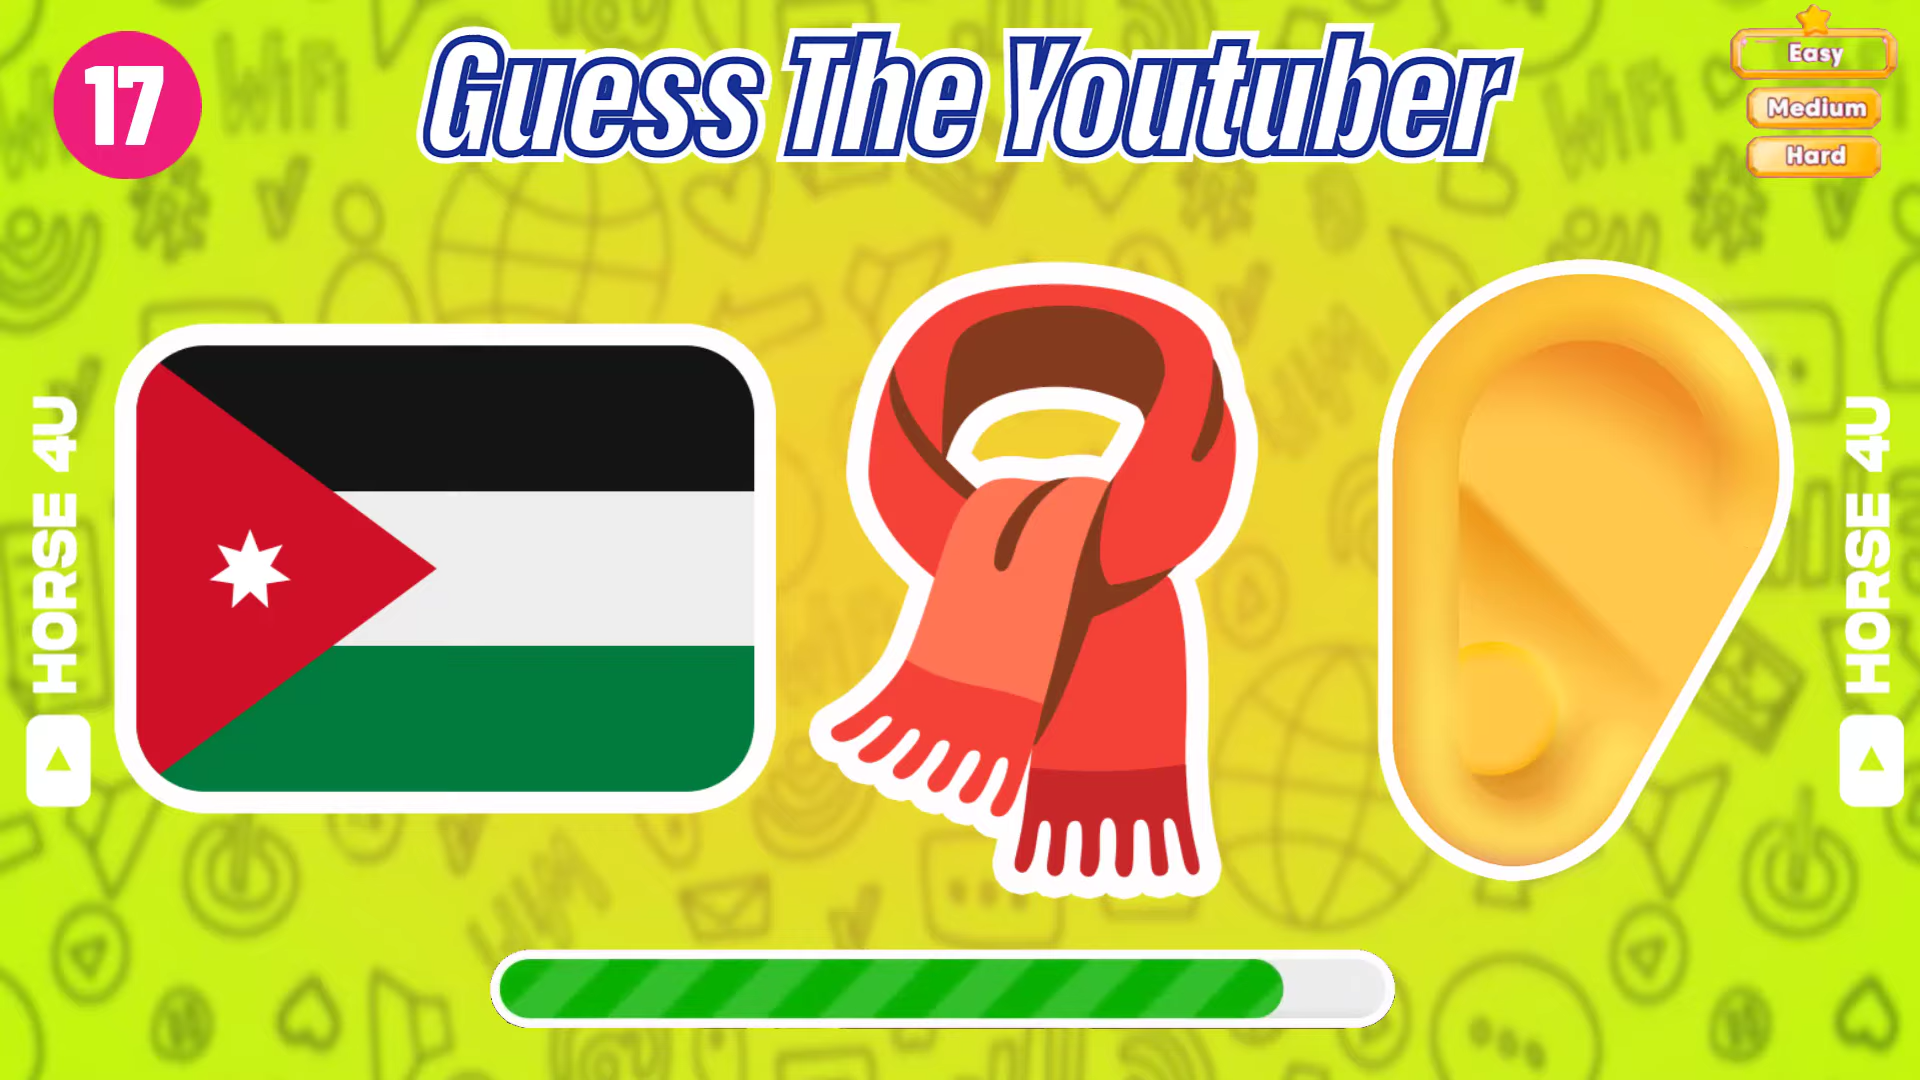 17
Guess The Youtuber
Easy
Medium
Hard
HORSE 4U
HORSE 4U